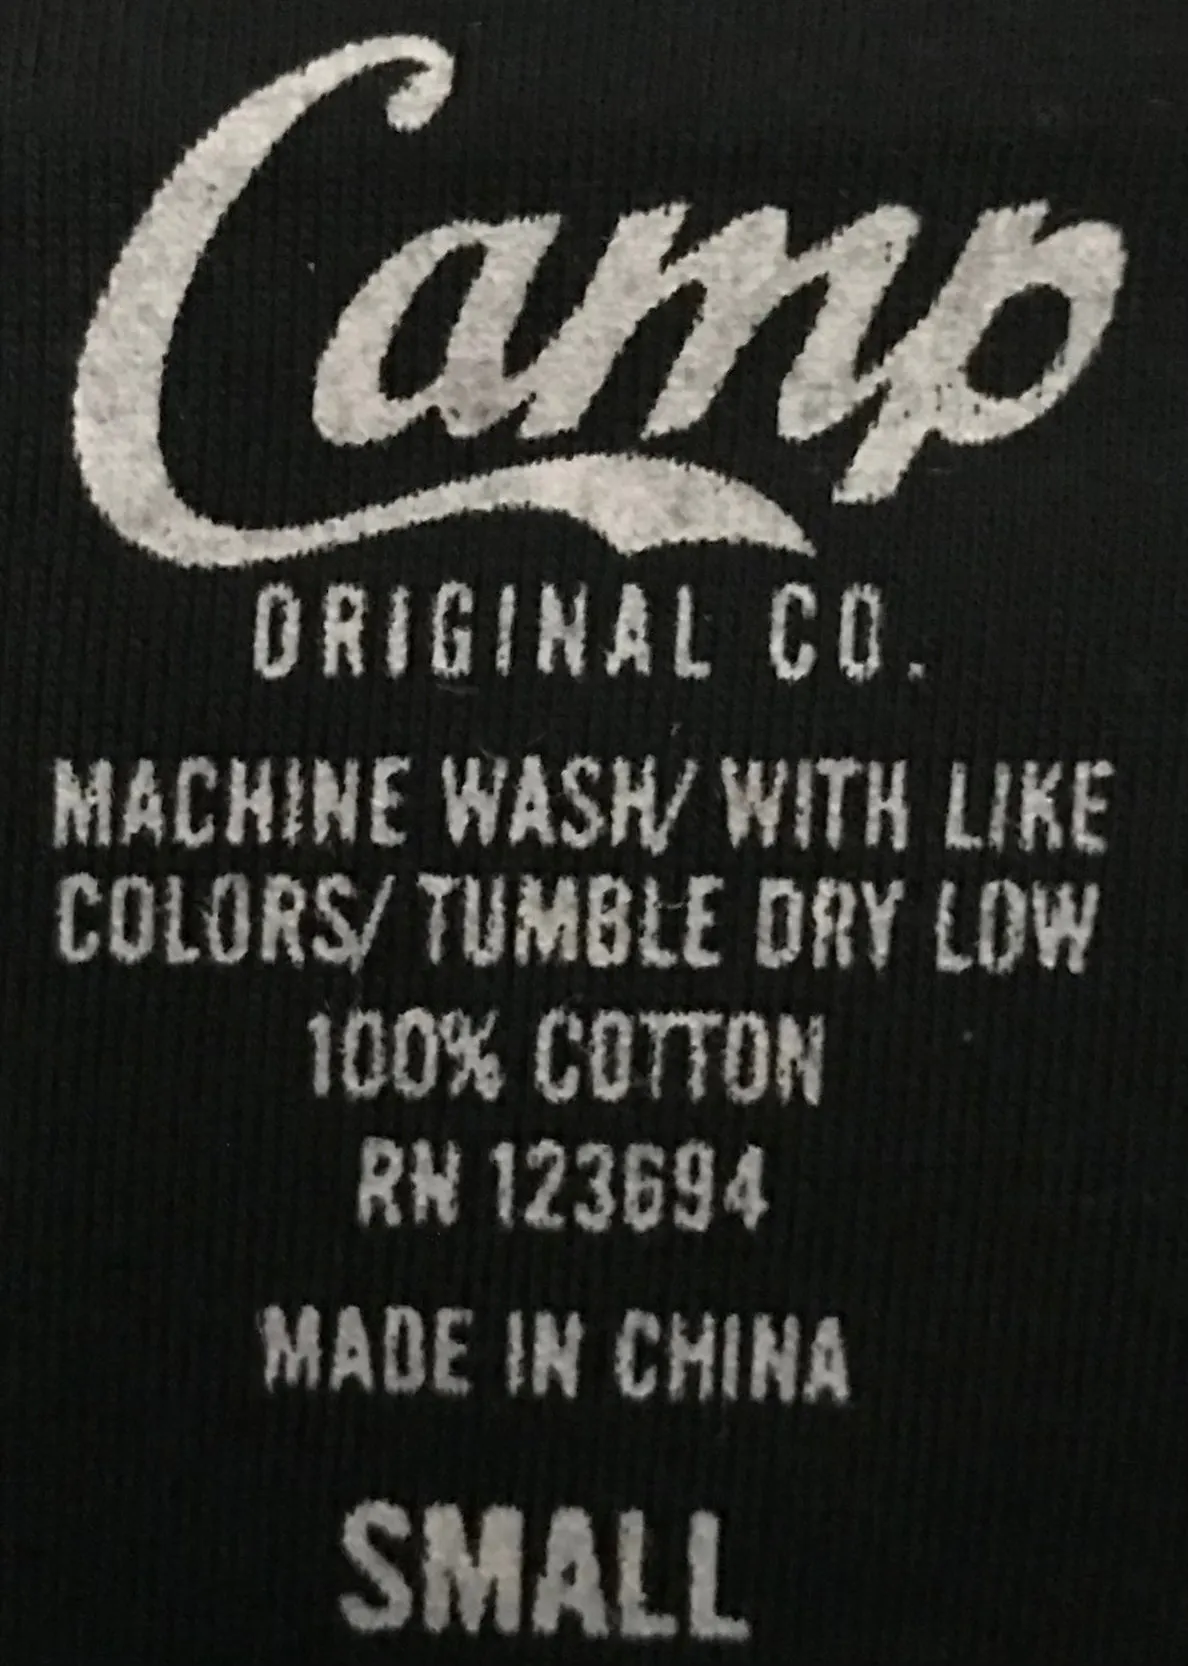 Camp
ORIGINAL CO.
MACHINE WASH/ WITH LIKE
COLORS/ TUMBLE DRY LOW
100% COTTON
RN 123694
MADE IN CHINA
SMALL